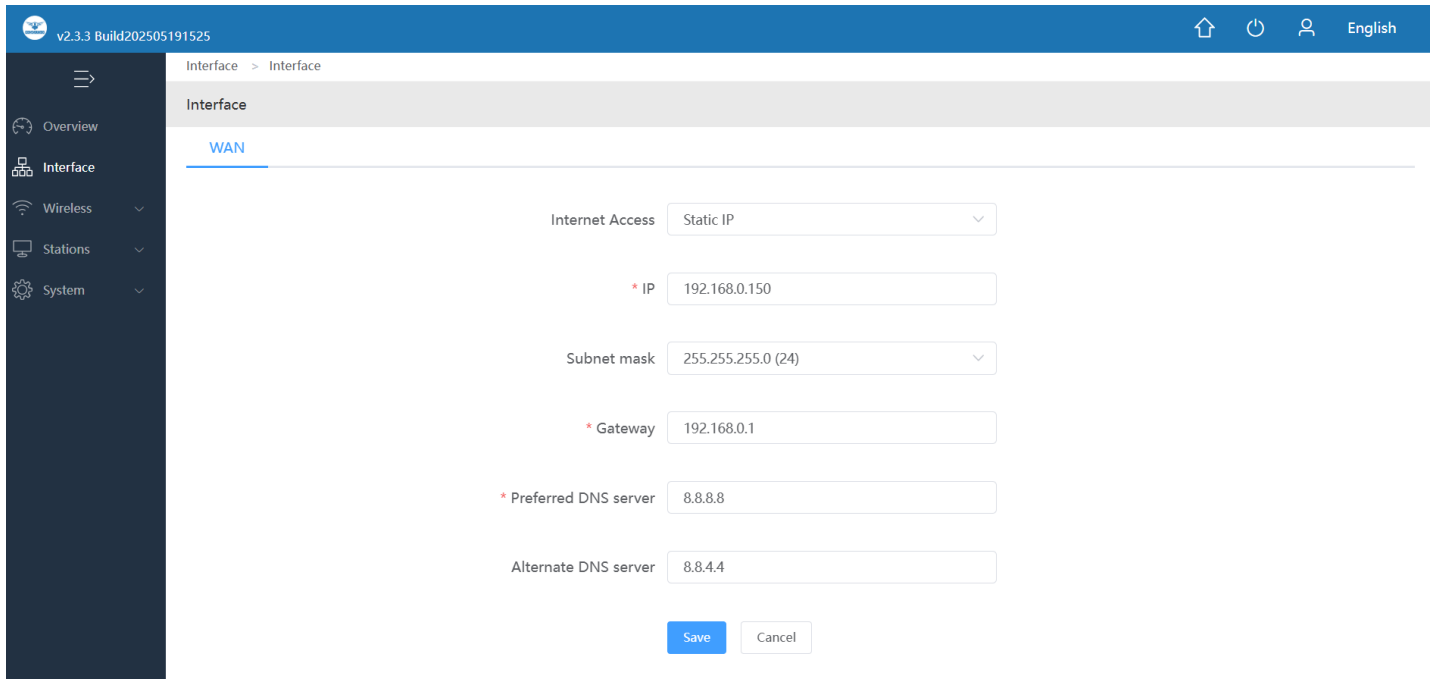 v2.3.3 Build202505191525
English
Interface > Interface
Interface
Overview
Interface
Wireless
Stations
System
WAN
Internet Access Static IP
* IP 192.168.0.150
Subnet mask 255.255.255.0 (24)
* Gateway 192.168.0.1
* Preferred DNS server 8.8.8.8
Alternate DNS server 8.8.4.4
Save Cancel